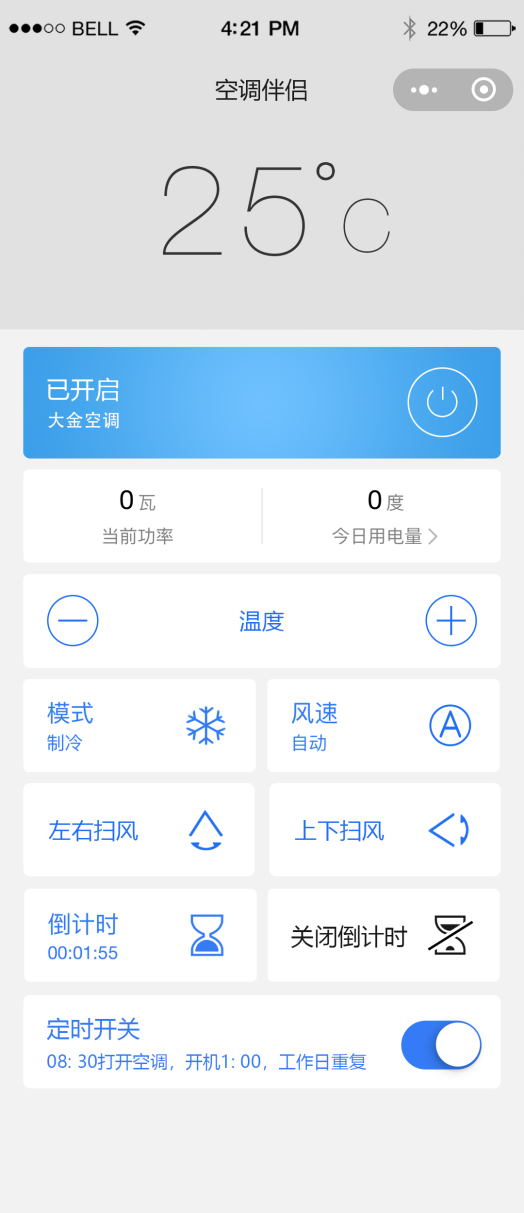 BELL 4:21 PM 22%
空调伴侣
25°C
已开启
大金空调
0瓦 0度
当前功率 今日用电量
温度
模式 风速
制冷 自动
A
左右扫风 上下扫风
倒计时
00:01:55
关闭倒计时
定时开关
08: 30打开空调，开机1: 00，工作日重复